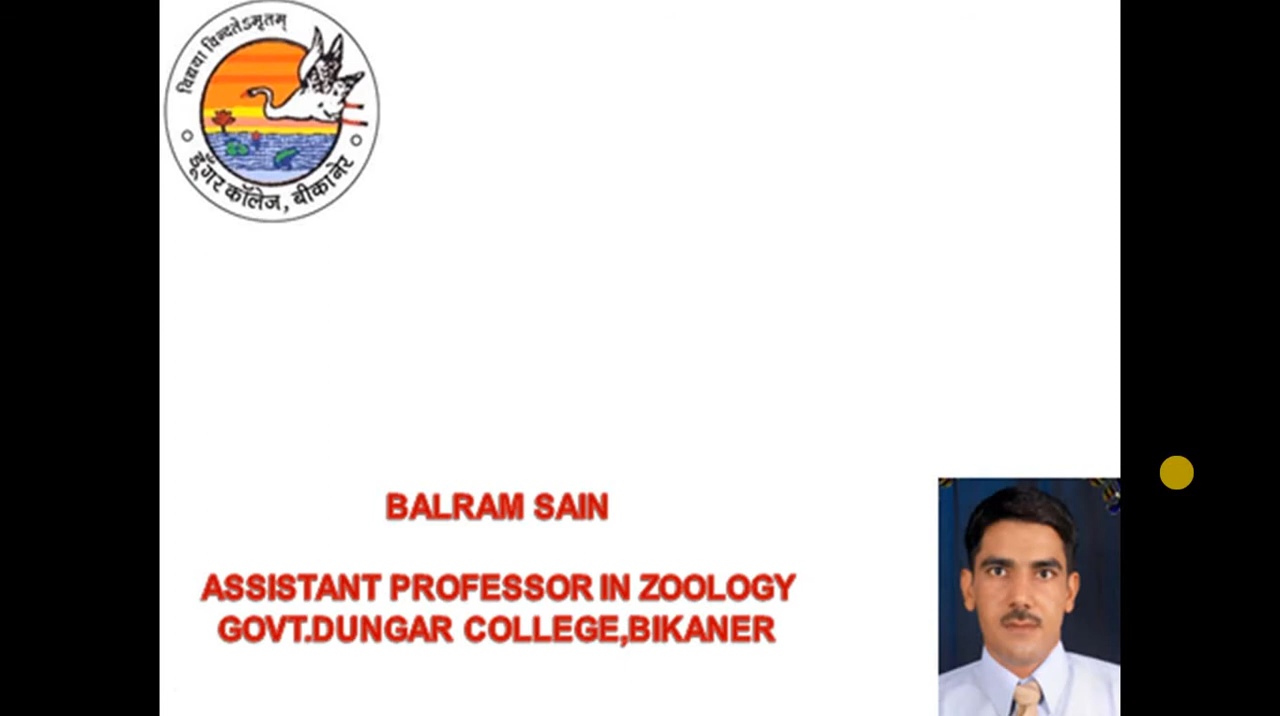 विद्यया विन्दतेऽमृतम्
डूँगर कॉलेज, बीकानेर
BALRAM SAIN
ASSISTANT PROFESSOR IN ZOOLOGY
GOVT.DUNGAR COLLEGE,BIKANER